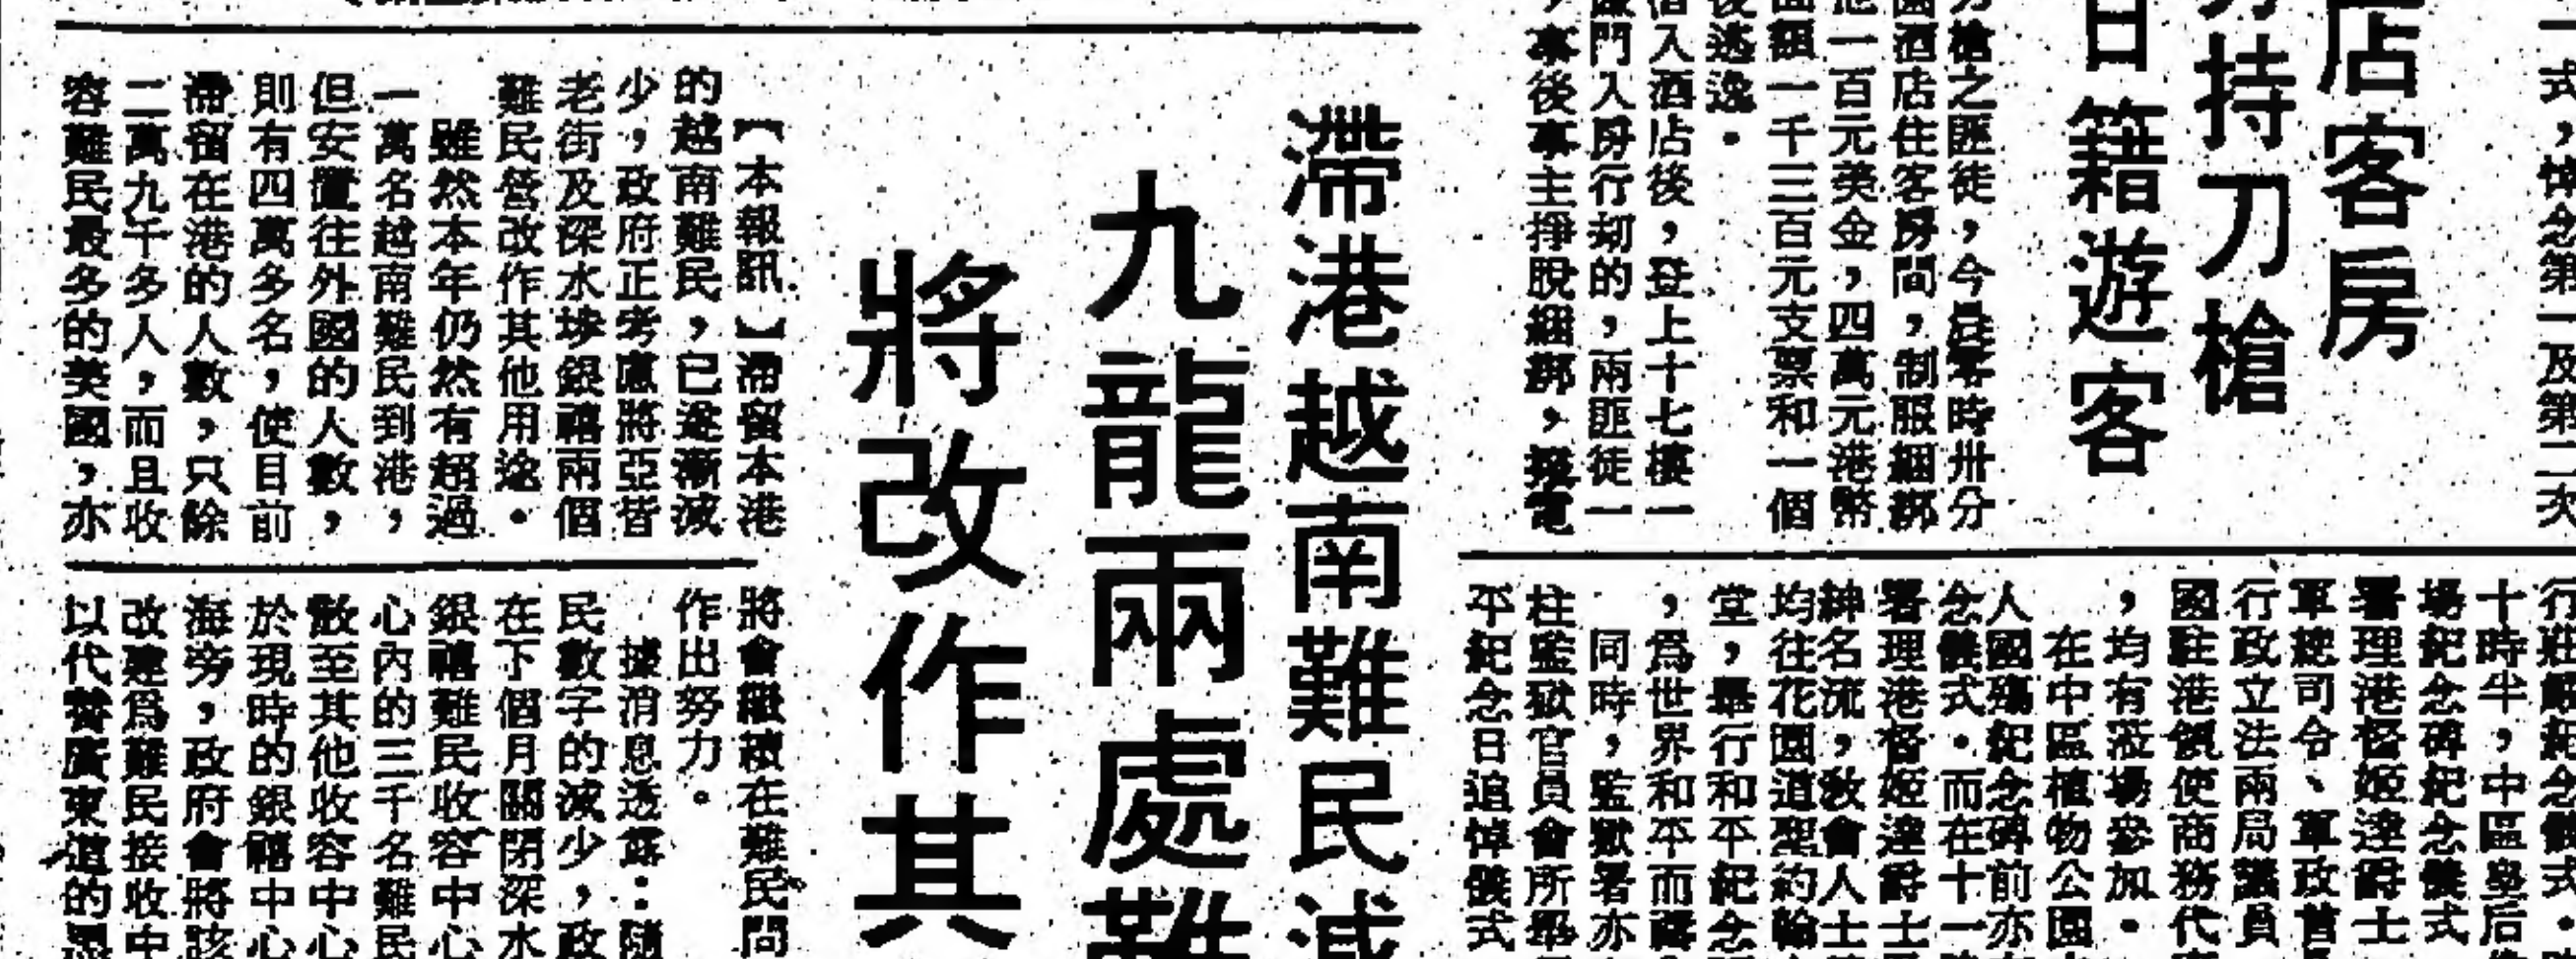 店客房
持刀槍
日籍遊客
刀槍之匪徒，今晨零時卅分
園酒店住客房間，制服綑綁
他一百元美金，四萬元港幣
面額一千三百元支票和一個
後逃逸．
潛入酒店後，登上十七樓一
門入房行刧的，兩匪徒一
，事後事主掙脫綑綁，撥電
一式，悼念第一及第二次
念儀式．
十時半，中區皇后
場紀念碑紀念儀式
署理港督姬達爵士
軍總司令、軍政首
行政立法兩局議員
國駐港領使商務代
，均有蒞場參加．
在中區植物公園
人國殤紀念碑前亦
念儀式．而在十一
署理港督姬達爵士
紳名流，敎會人士
均往花園道聖約翰
堂，舉行和平紀念
，爲世界和平而禱
同時，監獄署亦
柱監獄官員會所舉
平紀念日追悼儀式
滯港越南難民減
九龍兩處難
將改作其
【本報訊】滯留本港
的越南難民，已逐漸減
少，政府正考慮將亞皆
老街及深水埗銀禧兩個
難民營改作其他用途．
雖然本年仍然有超過
一萬名越南難民到港，
但安置往外國的人數，
則有四萬多名，使目前
滯留在港的人數，只餘
二萬九千多人，而且收
容難民最多的美國，亦
將會繼續在難民問
作出努力．
據消息透露：隨
民數字的減少，政
在下個月關閉深水
銀禧難民收容中心
心內的三千名難民
散至其他收容中心
於現時的銀禧中心
海旁，政府會將該
改建爲難民接收中
以代替廣東道的